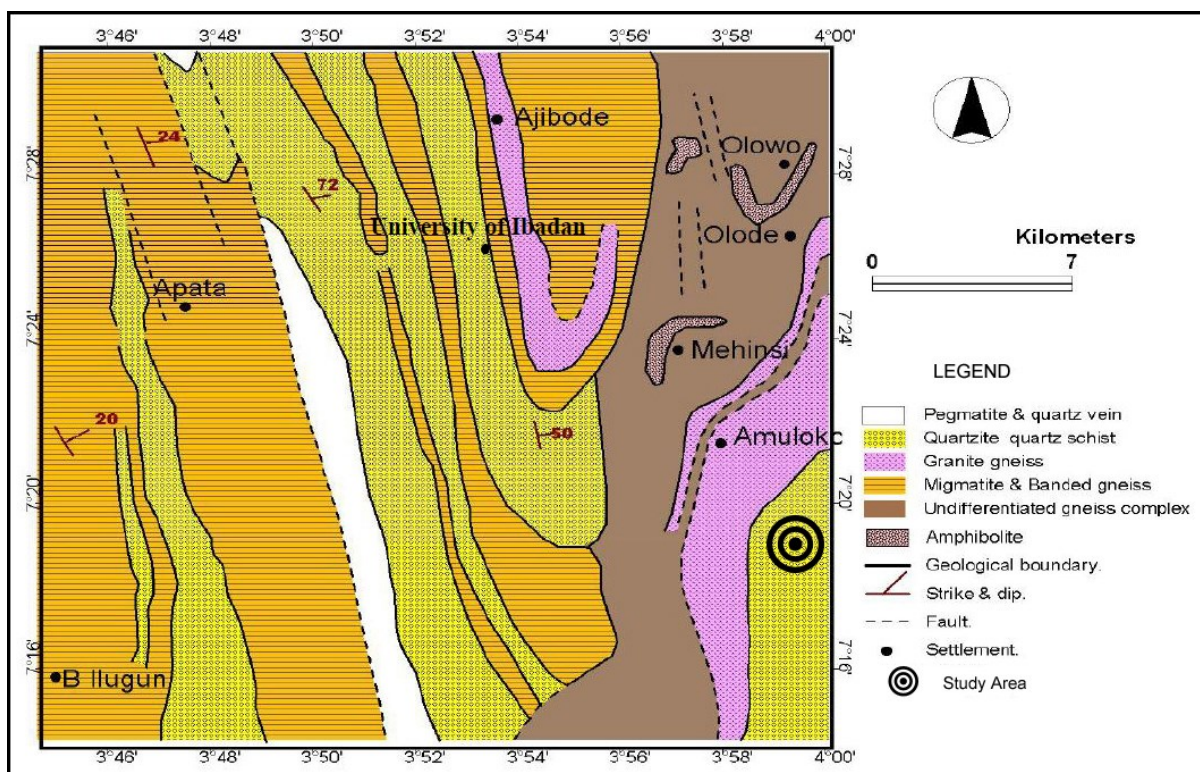 3°46' 3°48' 3°50' 3°52' 3°54' 3°56' 3°58' 4°00'
Ajibode
24
Olowo
7°28' 7°28'
72
University of Ibadan
Olode
Kilometers
0 7
Apata
7°24' 7°24'
Mehinsi
LEGEND
20
50
Amulokc
Pegmatite & quartz vein
Quartzite quartz schist
Granite gneiss
Migmatite & Banded gneiss
7°20' 7°20'
Undifferentiated gneiss complex
Amphibolite
Geological boundary.
Strike & dip.
Fault.
7°16' 7°16'
Settlement.
B Ilugun
Study Area
3°46' 3°48' 3°50' 3°52' 3°54' 3°56' 3°58' 4°00'